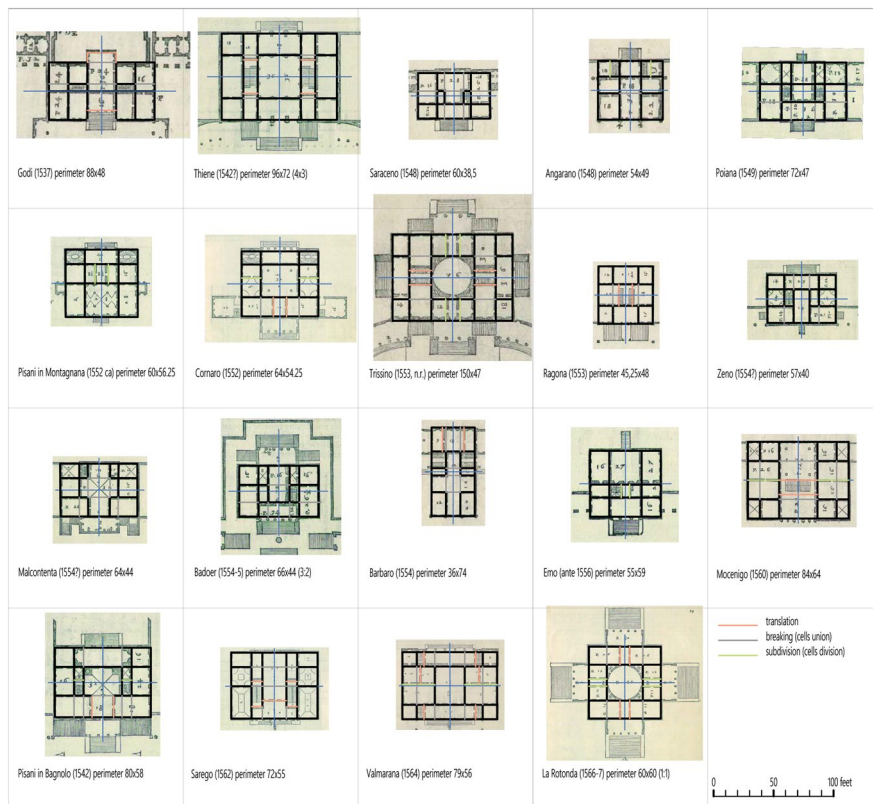 Godi (1537) perimeter 88x48
Thiene (1542?) perimeter 96x72 (4x3)
Saraceno (1548) perimeter 60x38,5
Angarano (1548) perimeter 54x49
Poiana (1549) perimeter 72x47
Pisani in Montagnana (1552 ca) perimeter 60x56.25
Cornaro (1552) perimeter 64x54.25
Trissino (1553, n.r.) perimeter 150x47
Ragona (1553) perimeter 45,25x48
Zeno (1554?) perimeter 57x40
Malcontenta (1554?) perimeter 64x44
Badoer (1554-5) perimeter 66x44 (3:2)
Barbaro (1554) perimeter 36x74
Emo (ante 1556) perimeter 55x59
Mocenigo (1560) perimeter 84x64
translation
breaking (cells union)
subdivision (cells division)
Pisani in Bagnolo (1542) perimeter 80x58
Sarego (1562) perimeter 72x55
Valmarana (1564) perimeter 79x56
La Rotonda (1566-7) perimeter 60x60 (1:1)
0 50 100 feet